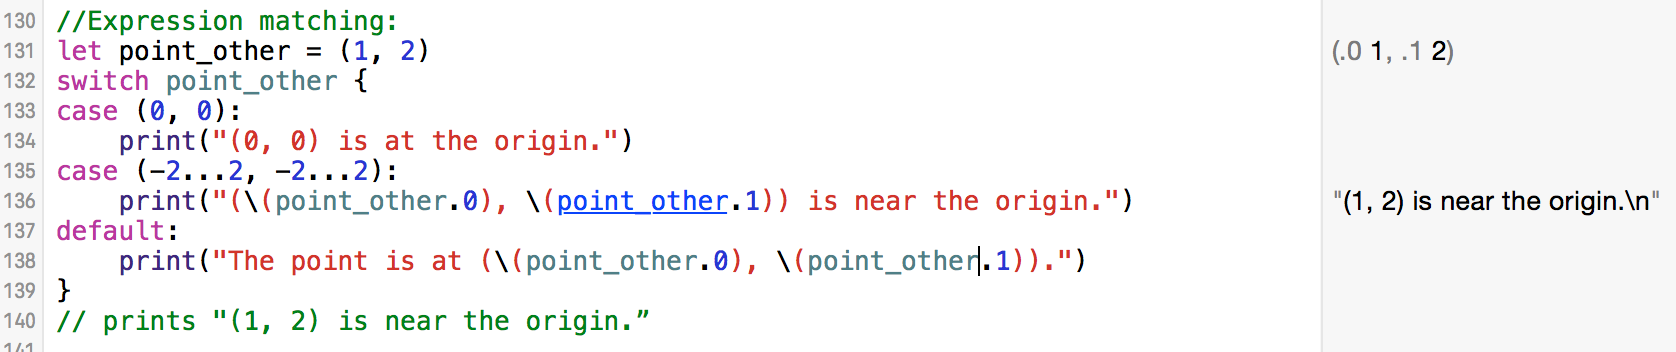 130 //Expression matching:
131 let point_other = (1, 2) (.0 1, .1 2)
132 switch point_other {
133 case (0, 0):
134 print("(0, 0) is at the origin.")
135 case (-2...2, -2...2):
136 print("(\(point_other.0), \(point_other.1)) is near the origin.") "(1, 2) is near the origin.\n"
137 default:
138 print("The point is at (\(point_other.0), \(point_other.1)).")
139 }
140 // prints "(1, 2) is near the origin.”
141